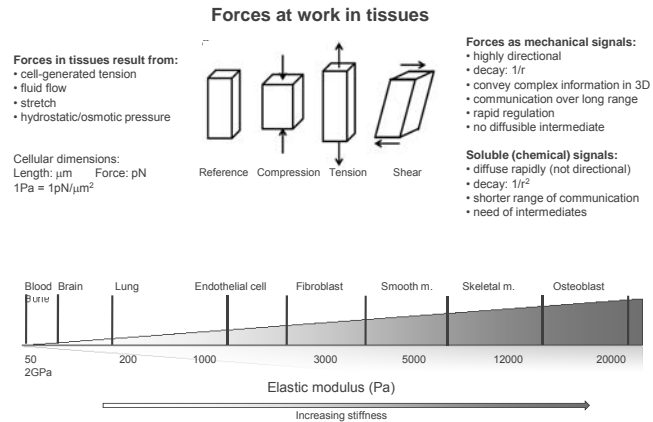 Forces at work in tissues
Forces in tissues result from:
• cell-generated tension
• fluid flow
• stretch
• hydrostatic/osmotic pressure
Cellular dimensions:
Length: μm Force: pN
1Pa = 1pN/μm²
Reference Compression Tension Shear
Forces as mechanical signals:
• highly directional
• decay: 1/r
• convey complex information in 3D
• communication over long range
• rapid regulation
• no diffusible intermediate
Soluble (chemical) signals:
• diffuse rapidly (not directional)
• decay: 1/r²
• shorter range of communication
• need of intermediates
Blood Brain Lung Endothelial cell Fibroblast Smooth m. Skeletal m. Osteoblast
Bone
50 200 1000 3000 5000 12000 20000
2GPa
Elastic modulus (Pa)
Increasing stiffness